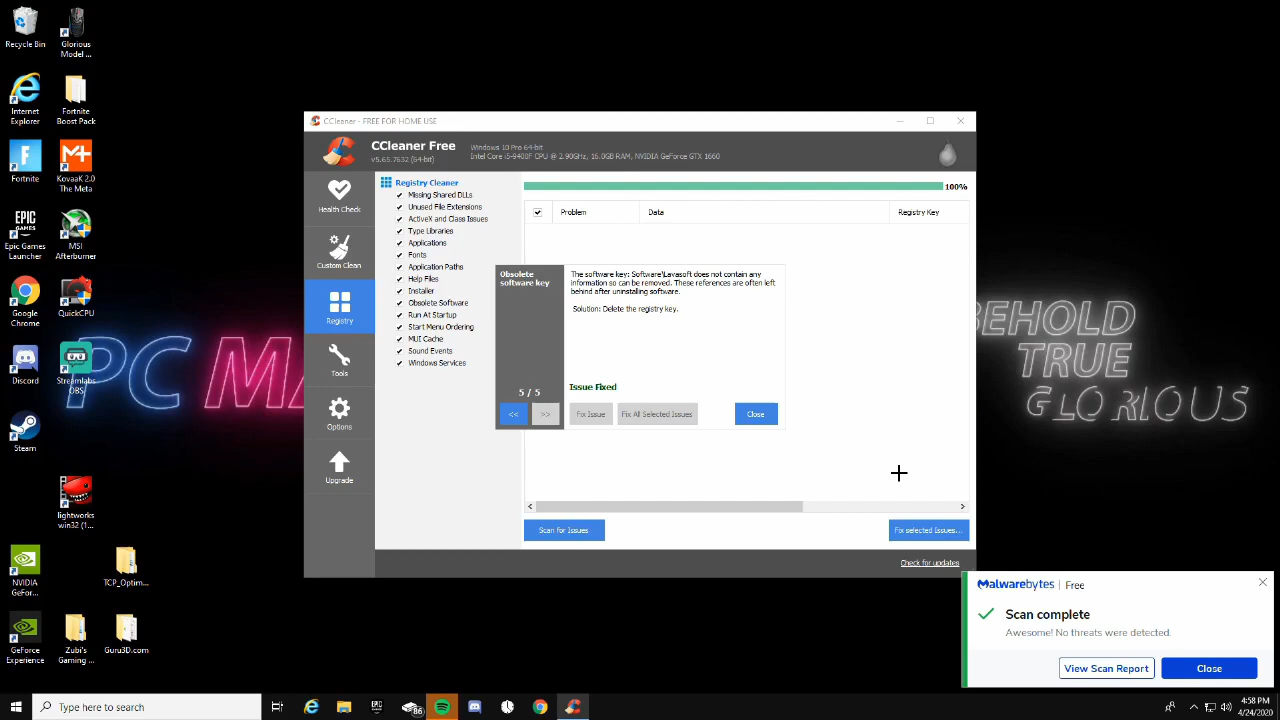 Recycle Bin
Glorious Model ...
Internet Explorer
Fortnite Boost Pack
Fortnite
KovaaK 2.0 The Meta
Epic Games Launcher
EPIC GAMES
MSI Afterburner
Google Chrome
QuickCPU
Discord
Streamlabs OBS
Steam
lightworks win32 (1...
NVIDIA GeFor...
TCP_Optim...
GeForce Experience
Zubi's Gaming ...
Guru3D.com
PC MA
BEHOLD
TRUE
GLORIOUS
CCleaner - FREE FOR HOME USE
CCleaner Free
v5.65.7632 (64-bit)
Windows 10 Pro 64-bit
Intel Core i5-9400F CPU @ 2.90GHz, 16.0GB RAM, NVIDIA GeForce GTX 1660
Health Check
Custom Clean
Registry
Tools
Options
Upgrade
Registry Cleaner
Missing Shared DLLs
Unused File Extensions
ActiveX and Class Issues
Type Libraries
Applications
Fonts
Application Paths
Help Files
Installer
Obsolete Software
Run At Startup
Start Menu Ordering
MUI Cache
Sound Events
Windows Services
100%
Problem Data Registry Key
Obsolete software key
The software key: Software\Lavasoft does not contain any
information so can be removed. These references are often left
behind after uninstalling software.
Solution: Delete the registry key.
Issue Fixed
5 / 5
<< >> Fix Issue Fix All Selected Issues Close
Scan for Issues Fix selected Issues...
Check for updates
Malwarebytes | Free
Scan complete
Awesome! No threats were detected.
View Scan Report Close
Type here to search
86
4:58 PM
4/24/2020